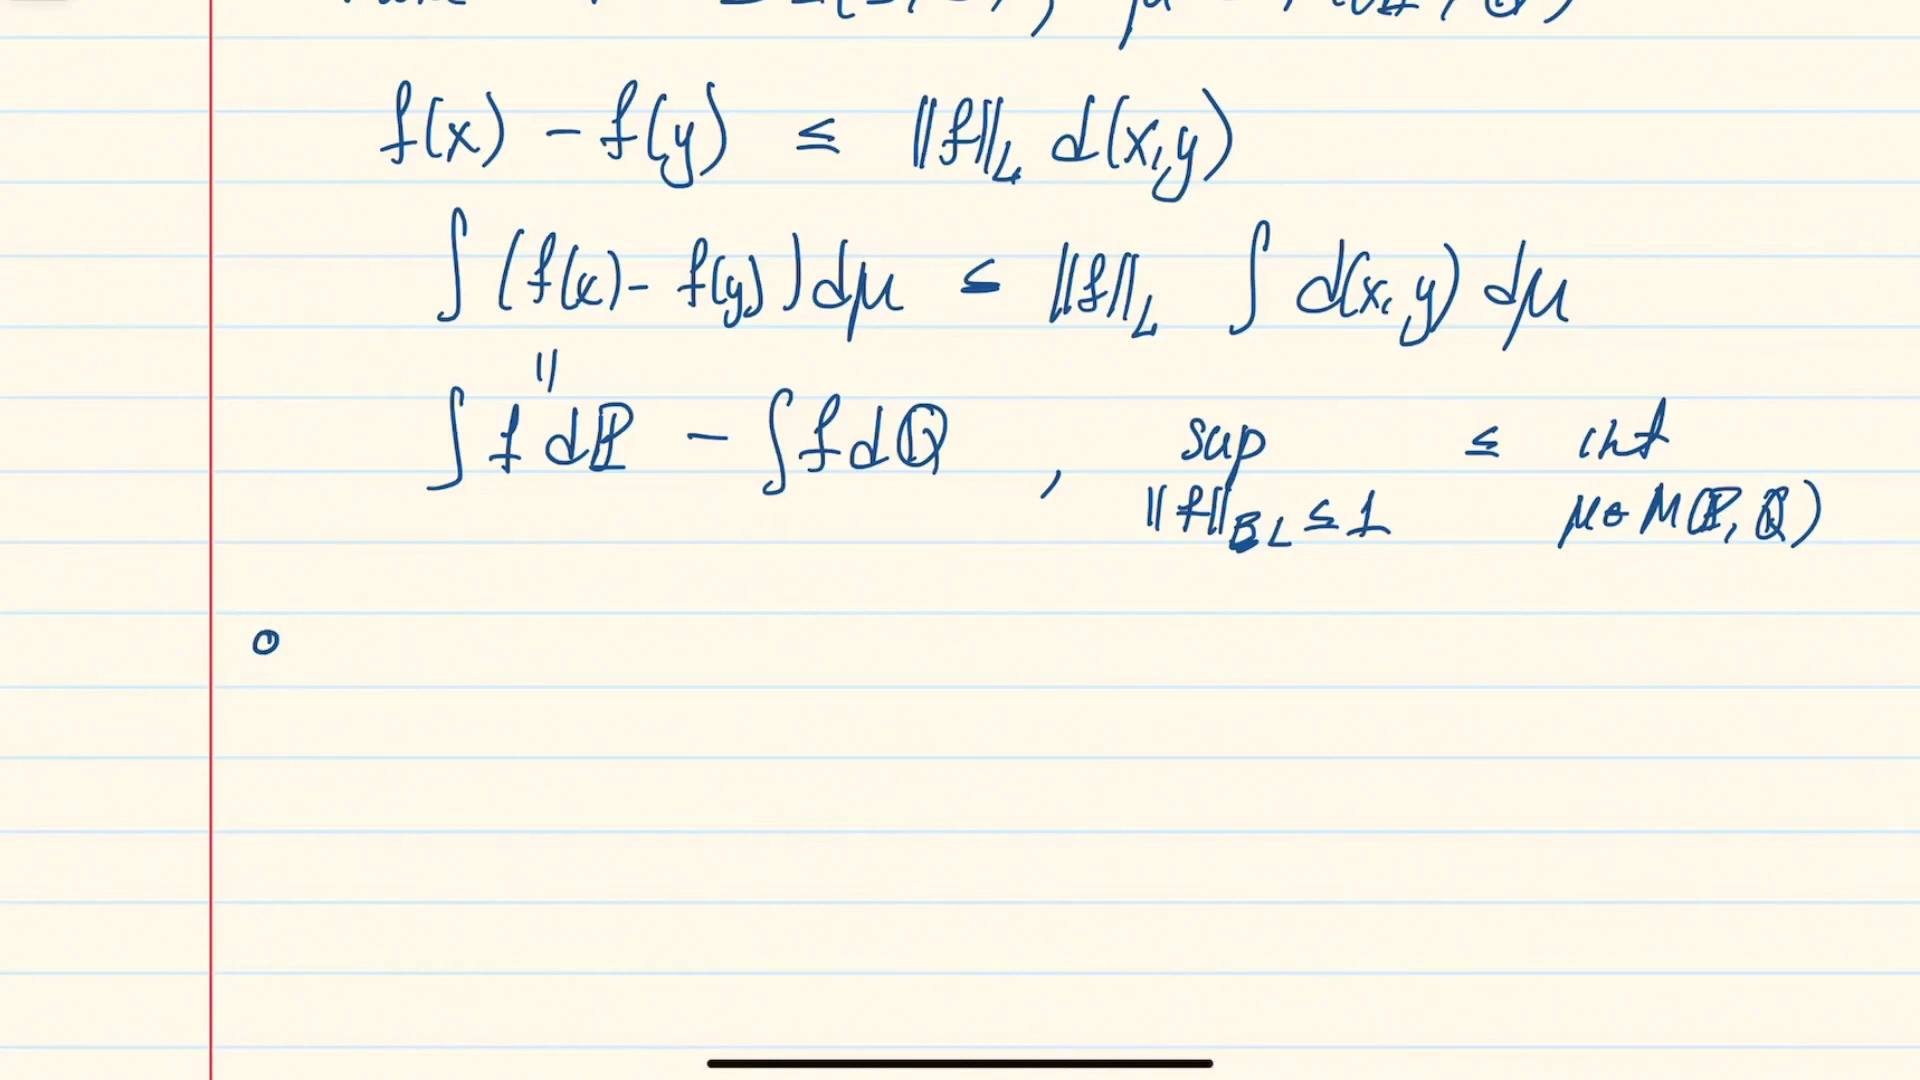 f(x) − f(y) ≤ ‖f‖_L d(x,y)
∫ (f(x) − f(y)) dμ ≤ ‖f‖_L ∫ d(x,y) dμ
||
∫ f dℙ − ∫ f dℚ , sup ≤ inf
‖f‖_BL ≤ 1 μ∈M(ℙ,ℚ)